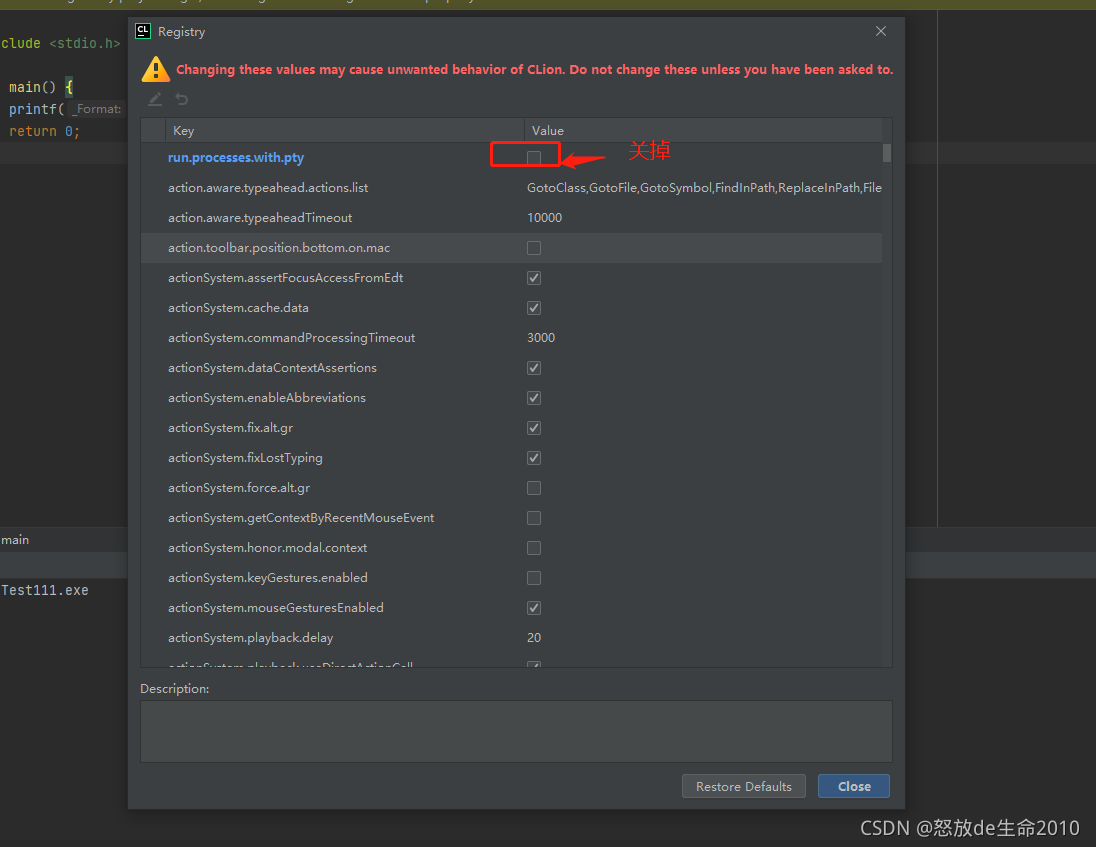 Registry
clude <stdio.h>
Changing these values may cause unwanted behavior of CLion. Do not change these unless you have been asked to.
main() {
printf( _Format:
return 0;
Key Value
run.processes.with.pty
关掉
action.aware.typeahead.actions.list GotoClass,GotoFile,GotoSymbol,FindInPath,ReplaceInPath,File
action.aware.typeaheadTimeout 10000
action.toolbar.position.bottom.on.mac
actionSystem.assertFocusAccessFromEdt
actionSystem.cache.data
actionSystem.commandProcessingTimeout 3000
actionSystem.dataContextAssertions
actionSystem.enableAbbreviations
actionSystem.fix.alt.gr
actionSystem.fixLostTyping
actionSystem.force.alt.gr
actionSystem.getContextByRecentMouseEvent
actionSystem.honor.modal.context
main
actionSystem.keyGestures.enabled
Test111.exe
actionSystem.mouseGesturesEnabled
actionSystem.playback.delay 20
Description:
Restore Defaults Close
CSDN @怒放de生命2010